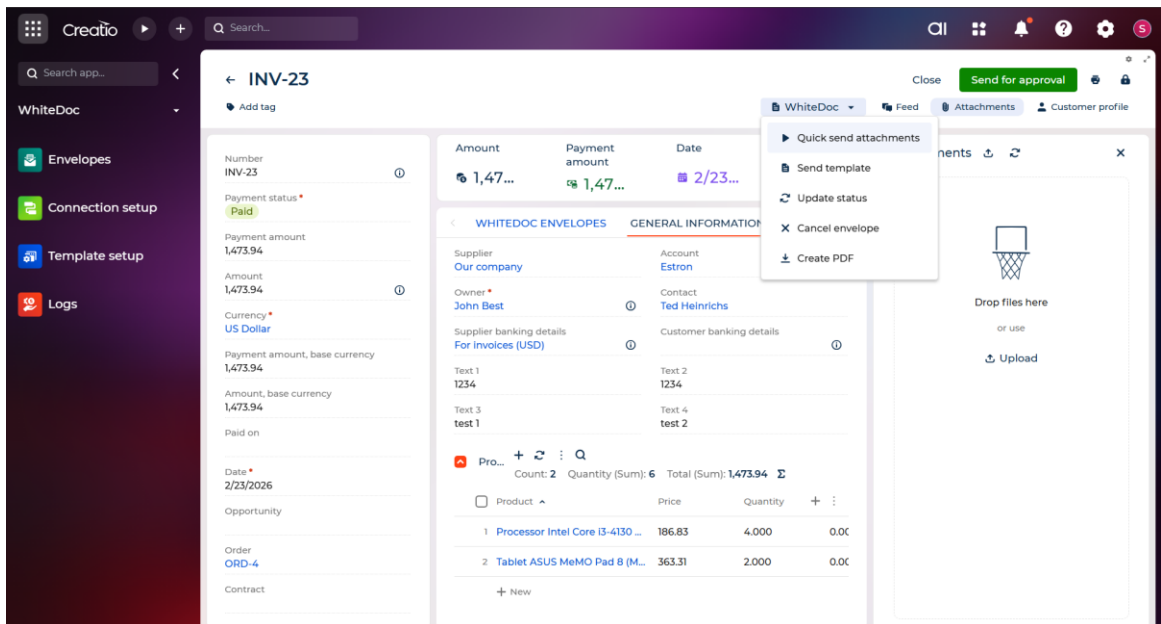 Creatio
Search...
S
Search app...
WhiteDoc
Envelopes
Connection setup
Template setup
Logs
INV-23
Close
Send for approval
Add tag
WhiteDoc
Feed
Attachments
Customer profile
Quick send attachments
Send template
Update status
Cancel envelope
Create PDF
Number
INV-23
Payment status *
Paid
Payment amount
1,473.94
Amount
1,473.94
Currency *
US Dollar
Payment amount, base currency
1,473.94
Amount, base currency
1,473.94
Paid on
Date *
2/23/2026
Opportunity
Order
ORD-4
Contract
Amount
1,47...
Payment
amount
1,47...
Date
2/23...
WHITEDOC ENVELOPES
GENERAL INFORMATION
Supplier
Our company
Account
Estron
Owner *
John Best
Contact
Ted Heinrichs
Supplier banking details
For invoices (USD)
Customer banking details
Text 1
1234
Text 2
1234
Text 3
test 1
Text 4
test 2
Pro...
Count: 2 Quantity (Sum): 6 Total (Sum): 1,473.94 Σ
Product Price Quantity
1 Processor Intel Core i3-4130 ... 186.83 4.000 0.00
2 Tablet ASUS MeMO Pad 8 (M... 363.31 2.000 0.00
+ New
ments
Drop files here
or use
Upload